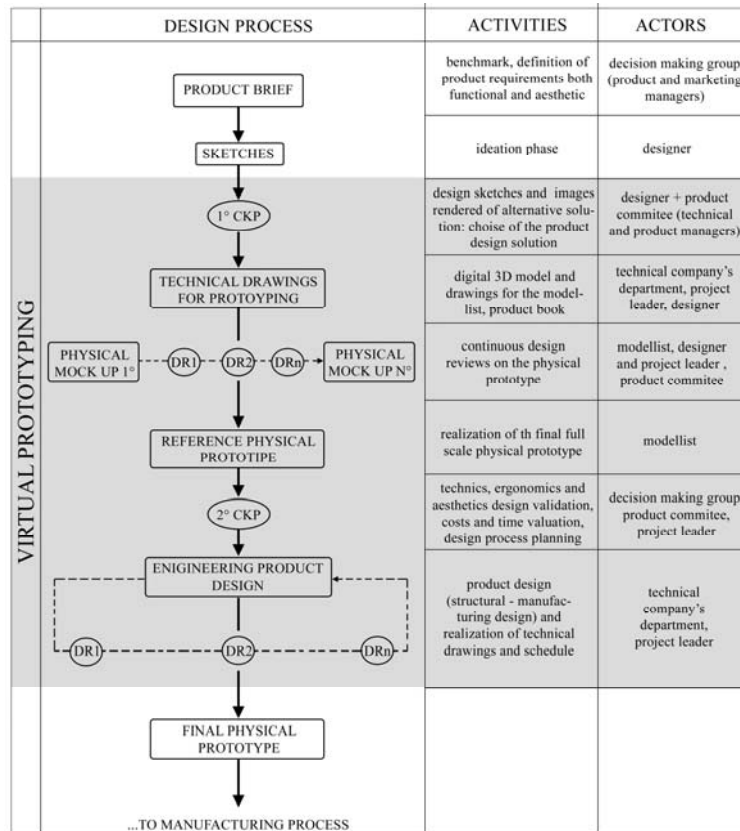 DESIGN PROCESS
ACTIVITIES
ACTORS
PRODUCT BRIEF
benchmark, definition of
product requirements both
functional and aesthetic
decision making group
(product and marketing
managers)
SKETCHES
ideation phase
designer
VIRTUAL PROTOTYPING
1° CKP
design sketches and images
rendered of alternative solu-
tion: choise of the product
design solution
designer + product
commitee (technical
and product managers)
TECHNICAL DRAWINGS
FOR PROTOYPING
digital 3D model and
drawings for the model-
list, product book
technical company's
department, project
leader, designer
PHYSICAL
MOCK UP 1°
DR1
DR2
DRn
PHYSICAL
MOCK UP N°
continuous design
reviews on the physical
prototype
modellist, designer
and project leader ,
product commitee
REFERENCE PHYSICAL
PROTOTIPE
realization of th final full
scale physical prototype
modellist
2° CKP
technics, ergonomics and
aesthetics design validation,
costs and time valuation,
design process planning
decision making group
product commitee,
project leader
ENIGINEERING PRODUCT
DESIGN
DR1
DR2
DRn
product design
(structural - manufac-
turing design) and
realization of technical
drawings and schedule
technical
company's
department,
project leader
FINAL PHYSICAL
PROTOTYPE
...TO MANUFACTURING PROCESS